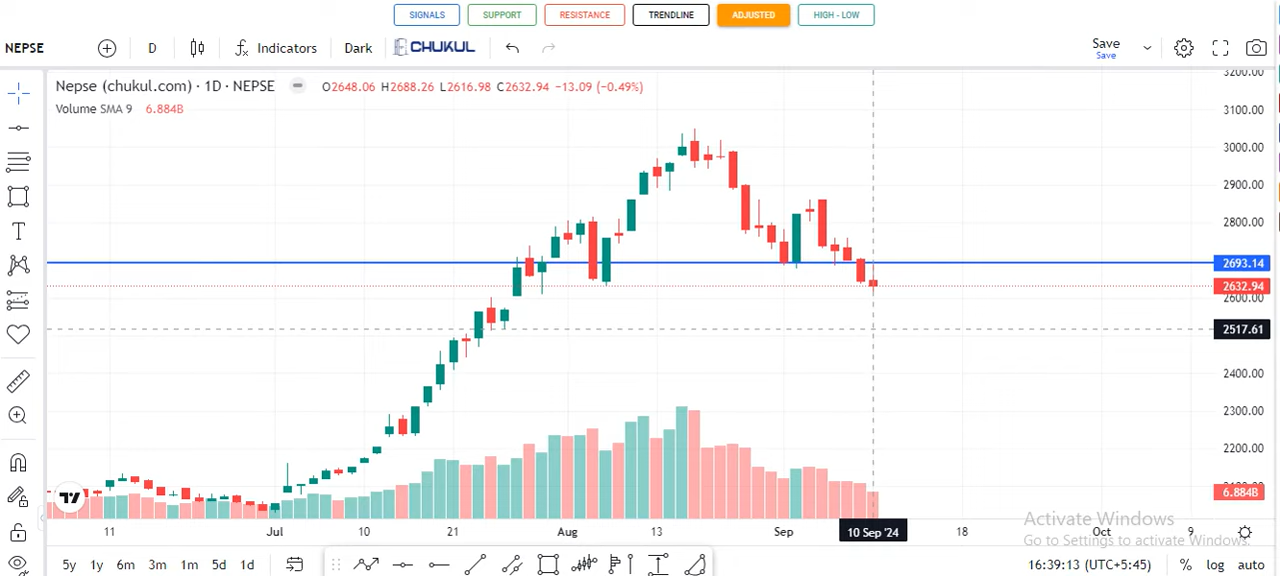 SIGNALS SUPPORT RESISTANCE TRENDLINE ADJUSTED HIGH - LOW
NEPSE D Indicators Dark CHUKUL Save
Save
Nepse (chukul.com) · 1D · NEPSE O2648.06 H2688.26 L2616.98 C2632.94 −13.09 (−0.49%)
Volume SMA 9 6.884B
3200.00
3100.00
3000.00
2900.00
2800.00
2693.14
2632.94
2600.00
2517.61
2400.00
2300.00
2200.00
6.884B
11 Jul 10 21 Aug 13 Sep 10 Sep '24 18 Oct 9
Activate Windows
Go to Settings to activate Windows.
5y 1y 6m 3m 1m 5d 1d 16:39:13 (UTC+5:45) % log auto